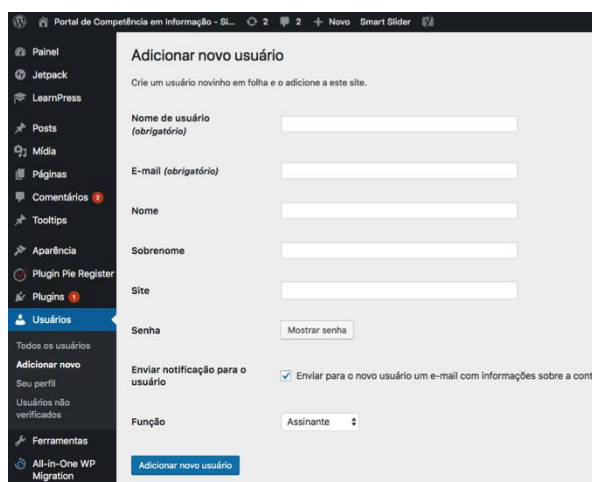 Portal de Competência em Informação - Si... 2 2 + Novo Smart Slider
Painel
Jetpack
LearnPress
Posts
Mídia
Páginas
Comentários 2
Tooltips
Aparência
Plugin Pie Register
Plugins 1
Usuários
Todos os usuários
Adicionar novo
Seu perfil
Usuários não
verificados
Ferramentas
All-in-One WP
Migration
Adicionar novo usuário
Crie um usuário novinho em folha e o adicione a este site.
Nome de usuário
(obrigatório)
E-mail (obrigatório)
Nome
Sobrenome
Site
Senha
Mostrar senha
Enviar notificação para o
usuário
Enviar para o novo usuário um e-mail com informações sobre a cont
Função
Assinante
Adicionar novo usuário